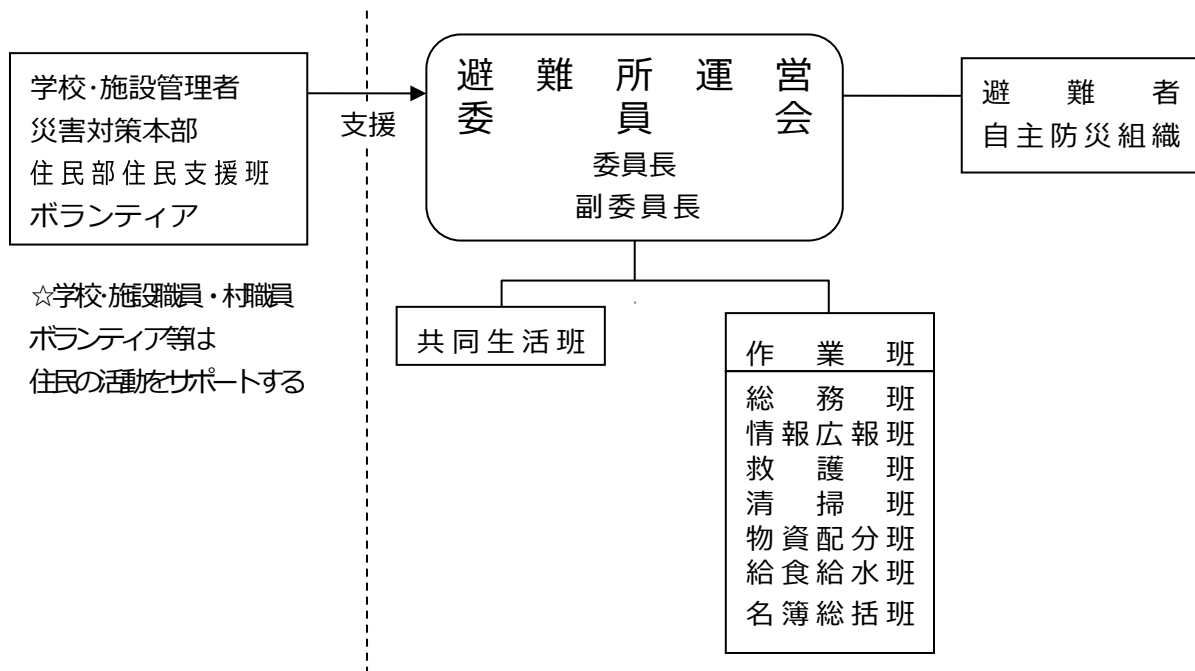 学校・施設管理者
災害対策本部
住民部住民支援班
ボランティア
☆学校・施設職員・村職員
ボランティア等は
住民の活動をサポートする
支援
避難所運営
委員会
委員長
副委員長
避難者
自主防災組織
共同生活班
作業班
総務班
情報広報班
救護班
清掃班
物資配分班
給食給水班
名簿総括班